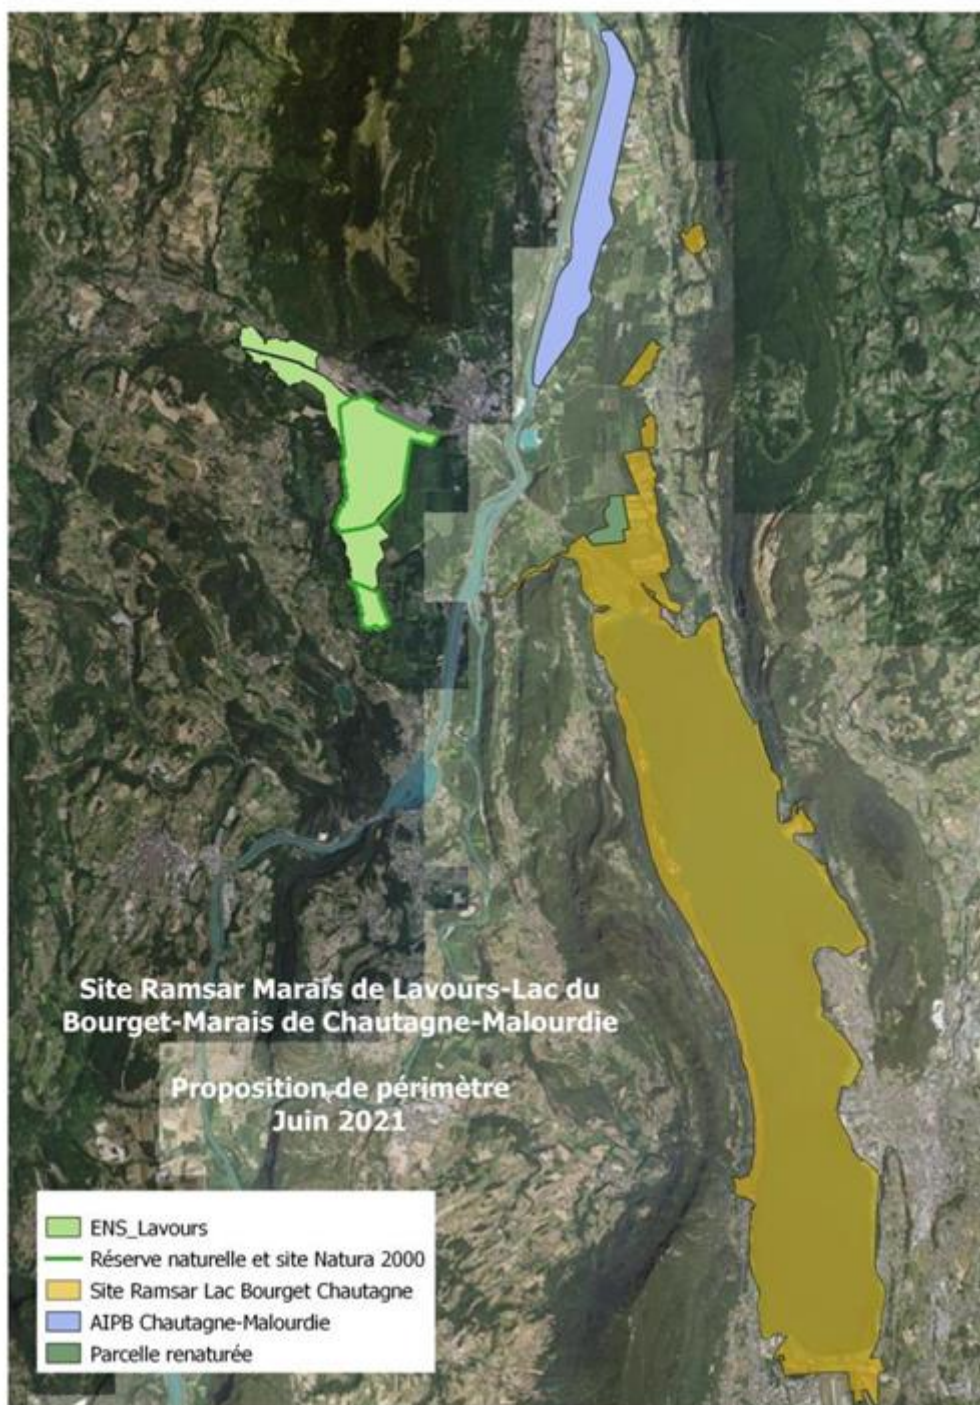 Site Ramsar Marais de Lavours-Lac du
Bourget-Marais de Chautagne-Malourdie
Proposition de périmètre
Juin 2021
ENS_Lavours
Réserve naturelle et site Natura 2000
Site Ramsar Lac Bourget Chautagne
AIPB Chautagne-Malourdie
Parcelle renaturée